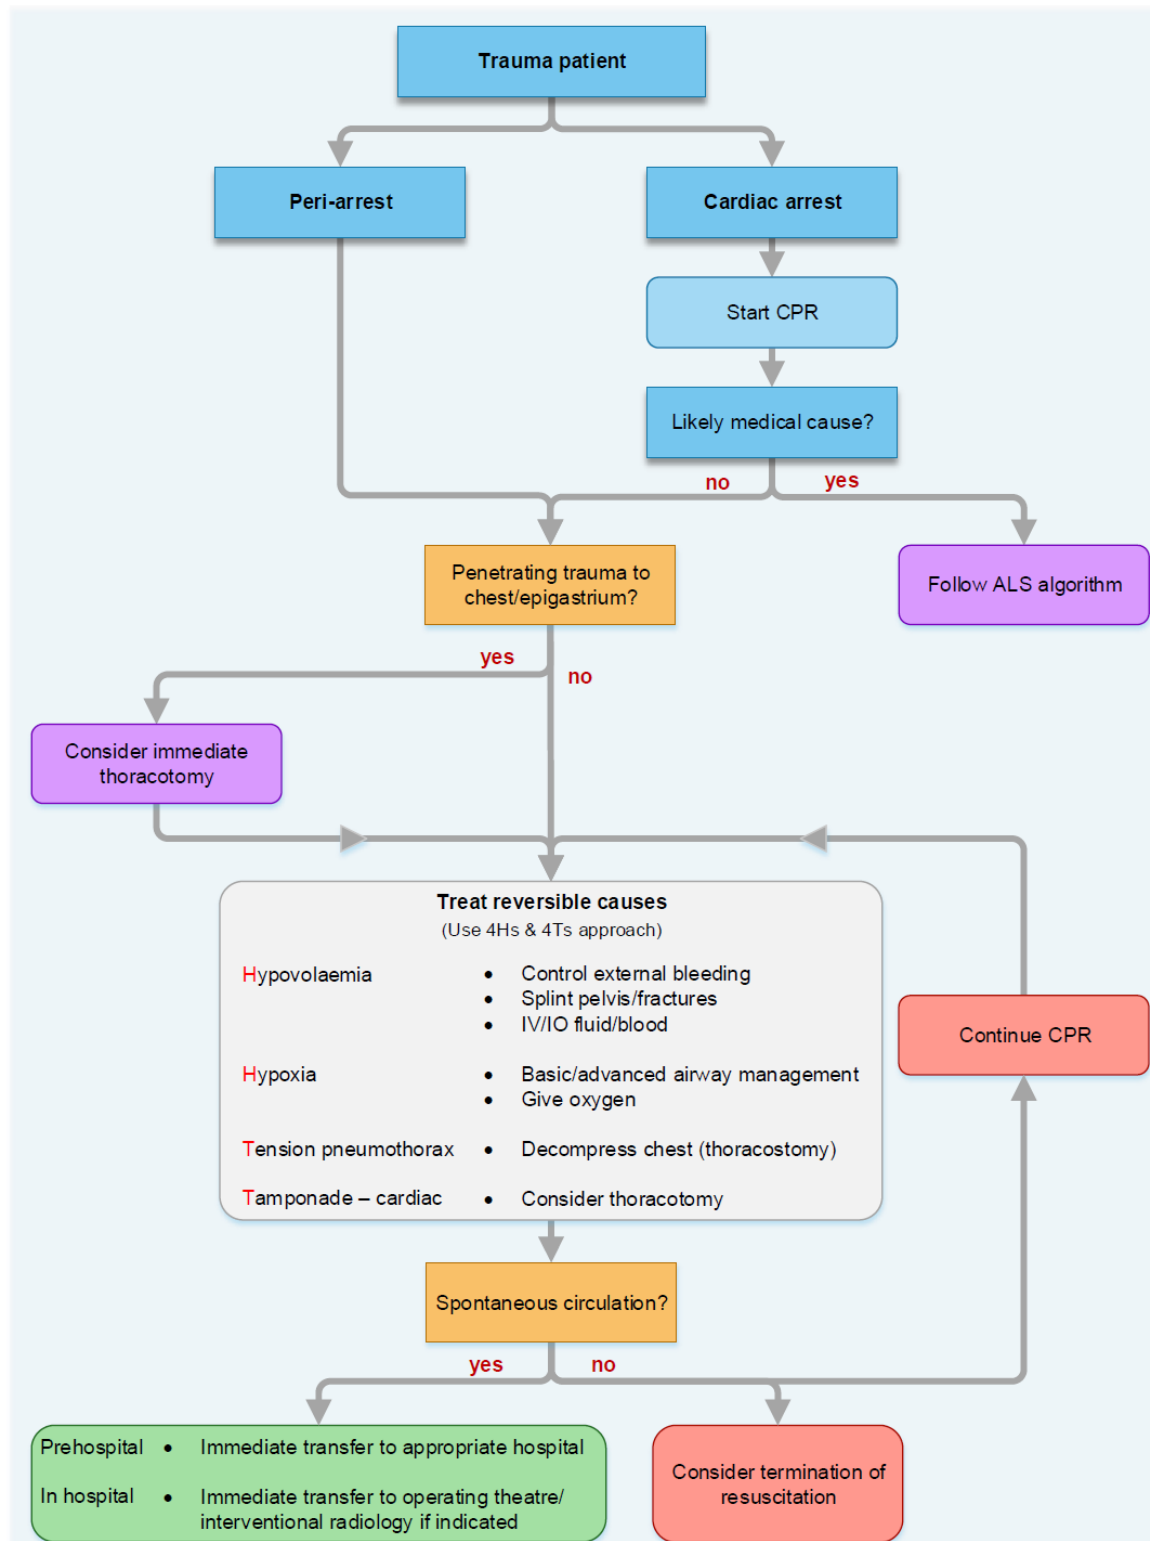 Trauma patient
Peri-arrest
Cardiac arrest
Start CPR
Likely medical cause?
no
yes
Penetrating trauma to
chest/epigastrium?
Follow ALS algorithm
yes
no
Consider immediate
thoracotomy
Treat reversible causes
(Use 4Hs & 4Ts approach)
Hypovolaemia • Control external bleeding
• Splint pelvis/fractures
• IV/IO fluid/blood
Hypoxia • Basic/advanced airway management
• Give oxygen
Tension pneumothorax • Decompress chest (thoracostomy)
Tamponade – cardiac • Consider thoracotomy
Continue CPR
Spontaneous circulation?
yes
no
Prehospital • Immediate transfer to appropriate hospital
In hospital • Immediate transfer to operating theatre/
interventional radiology if indicated
Consider termination of
resuscitation